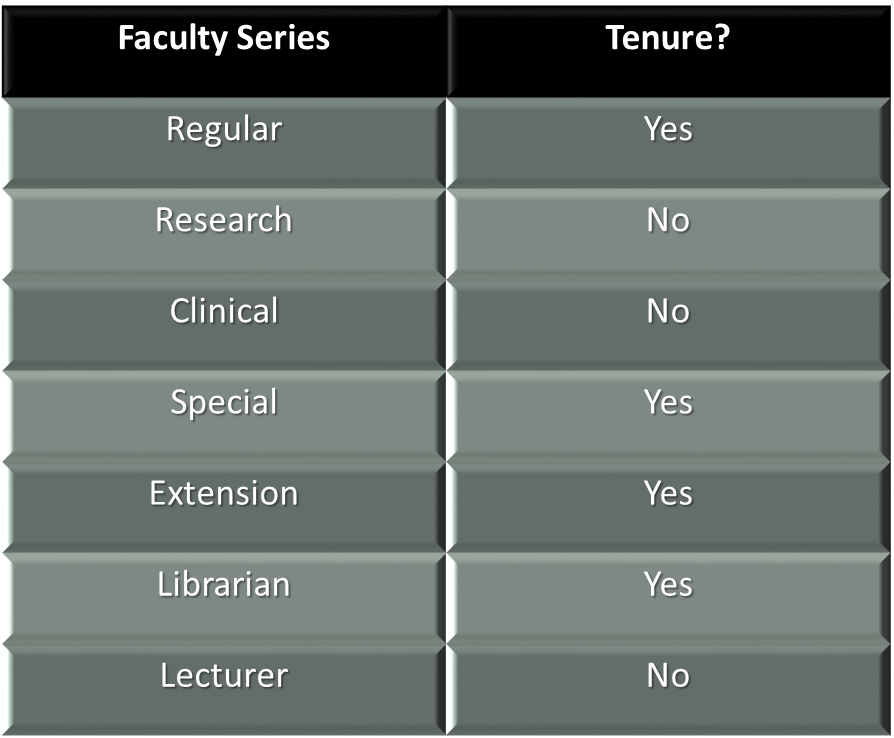 Faculty Series Tenure?
Regular Yes
Research No
Clinical No
Special Yes
Extension Yes
Librarian Yes
Lecturer No